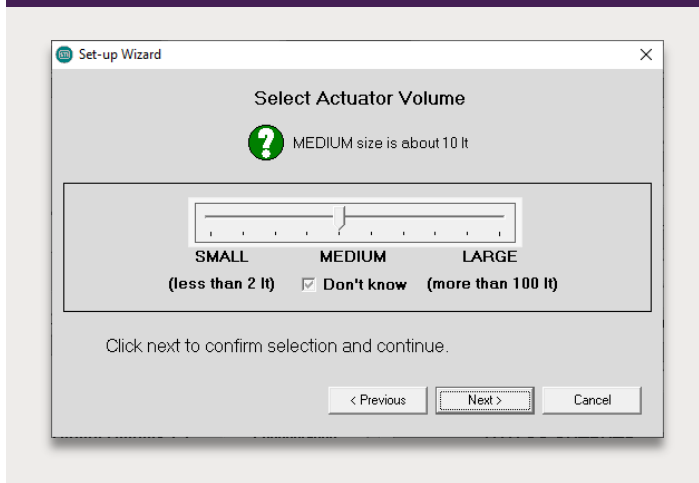 Set-up Wizard
Select Actuator Volume
MEDIUM size is about 10 lt
SMALL MEDIUM LARGE
(less than 2 lt) Don't know (more than 100 lt)
Click next to confirm selection and continue.
< Previous Next > Cancel